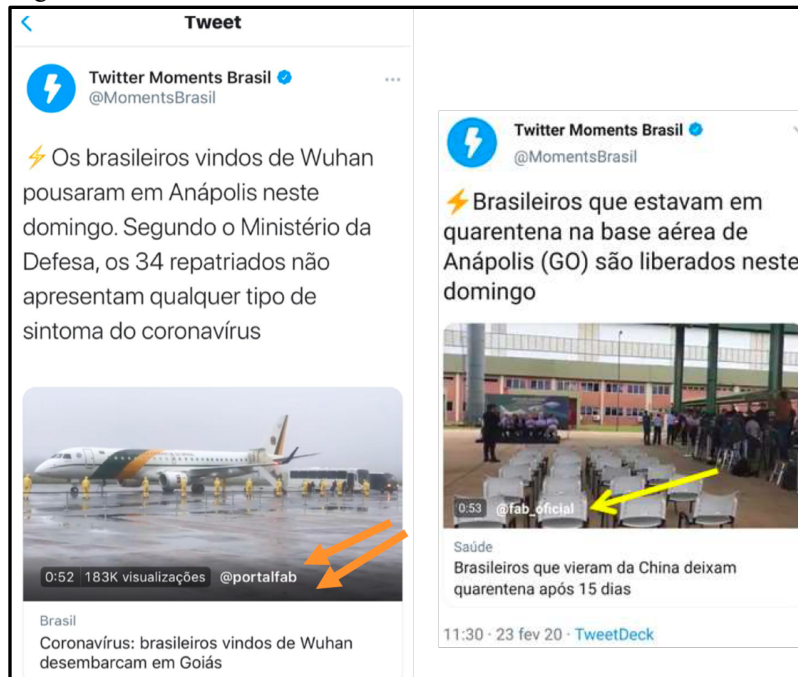 Tweet
Twitter Moments Brasil
@MomentsBrasil
⚡ Os brasileiros vindos de Wuhan
pousaram em Anápolis neste
domingo. Segundo o Ministério da
Defesa, os 34 repatriados não
apresentam qualquer tipo de
sintoma do coronavírus
0:52 183K visualizações @portalfab
Brasil
Coronavírus: brasileiros vindos de Wuhan
desembarcam em Goiás
Twitter Moments Brasil
@MomentsBrasil
⚡Brasileiros que estavam em
quarentena na base aérea de
Anápolis (GO) são liberados neste
domingo
0:53 @fab_oficial
Saúde
Brasileiros que vieram da China deixam
quarentena após 15 dias
11:30 · 23 fev 20 · TweetDeck